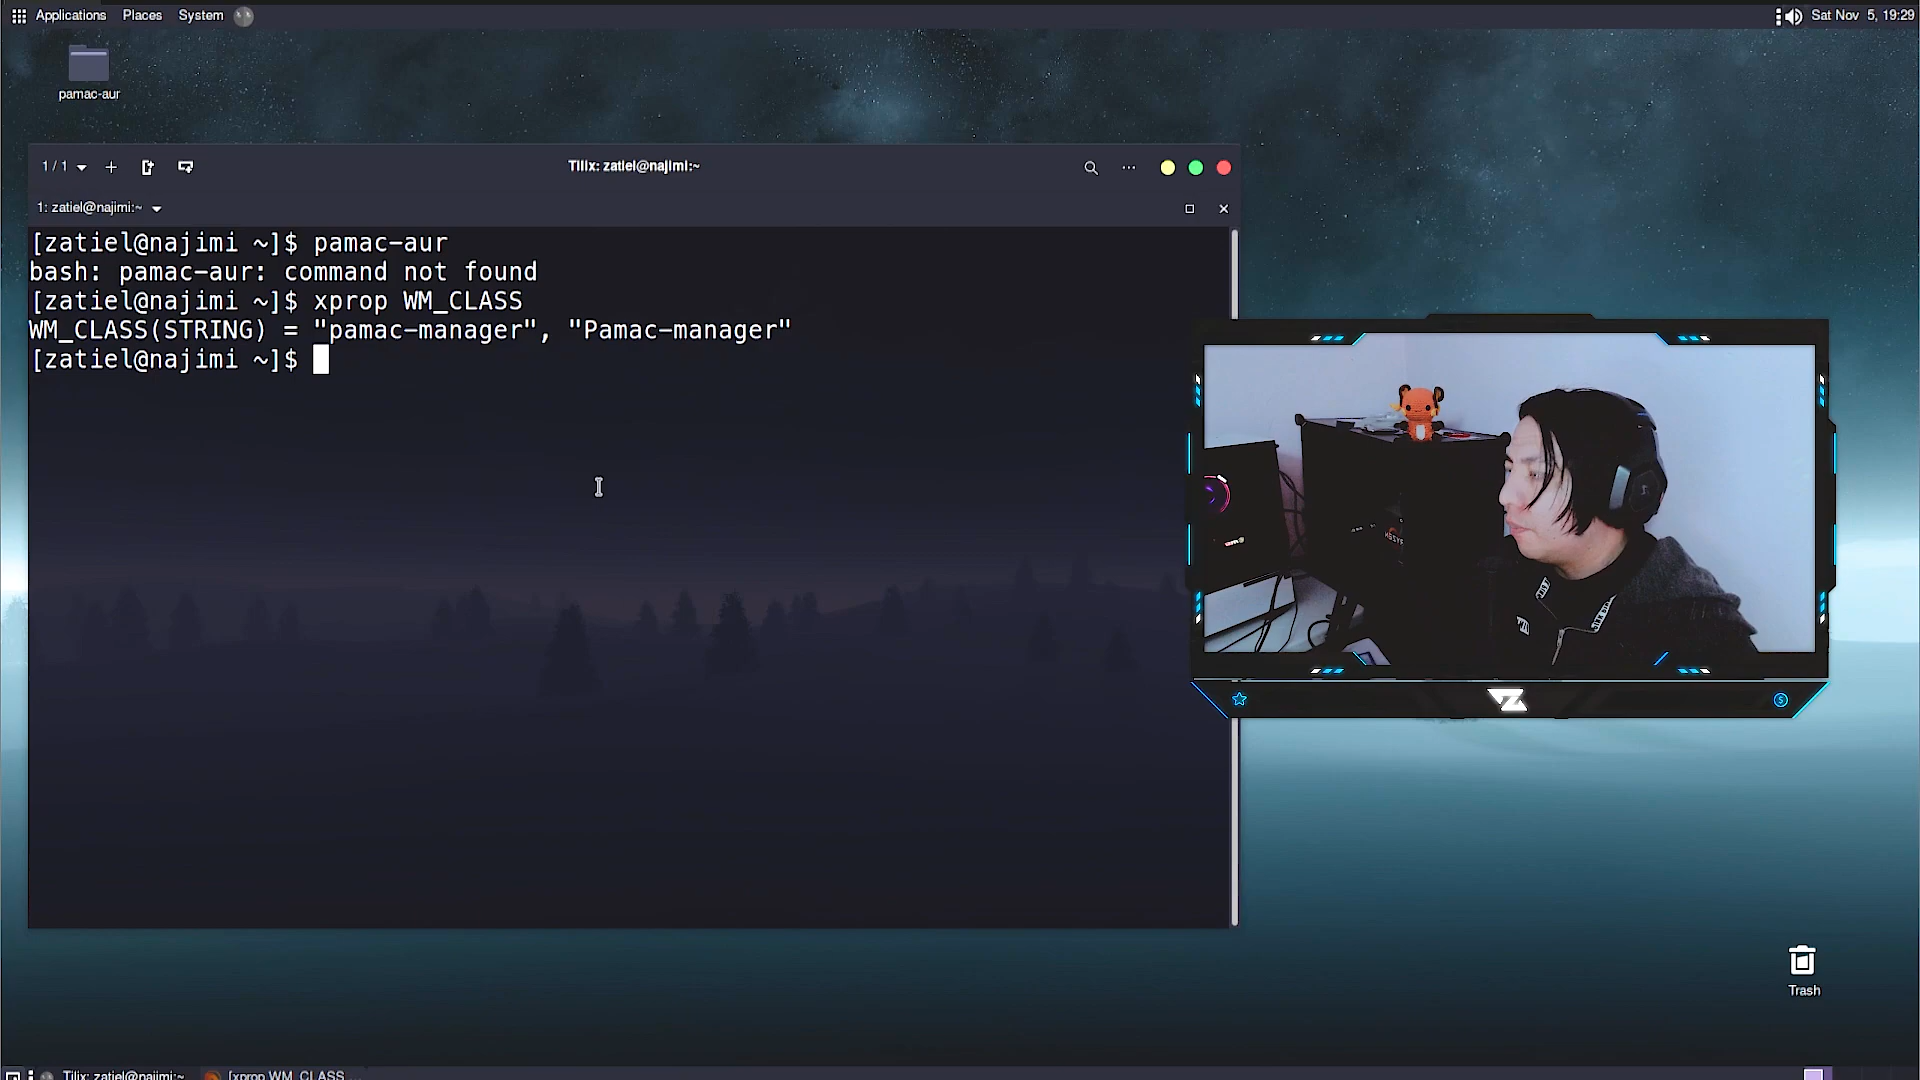 Applications Places System
Sat Nov 5, 19:29
pamac-aur
1 / 1
Tilix: zatiel@najimi:~
1: zatiel@najimi:~
[zatiel@najimi ~]$ pamac-aur
bash: pamac-aur: command not found
[zatiel@najimi ~]$ xprop WM_CLASS
WM_CLASS(STRING) = "pamac-manager", "Pamac-manager"
[zatiel@najimi ~]$
Trash
Tilix: zatiel@najimi:~
[xprop WM_CLASS...